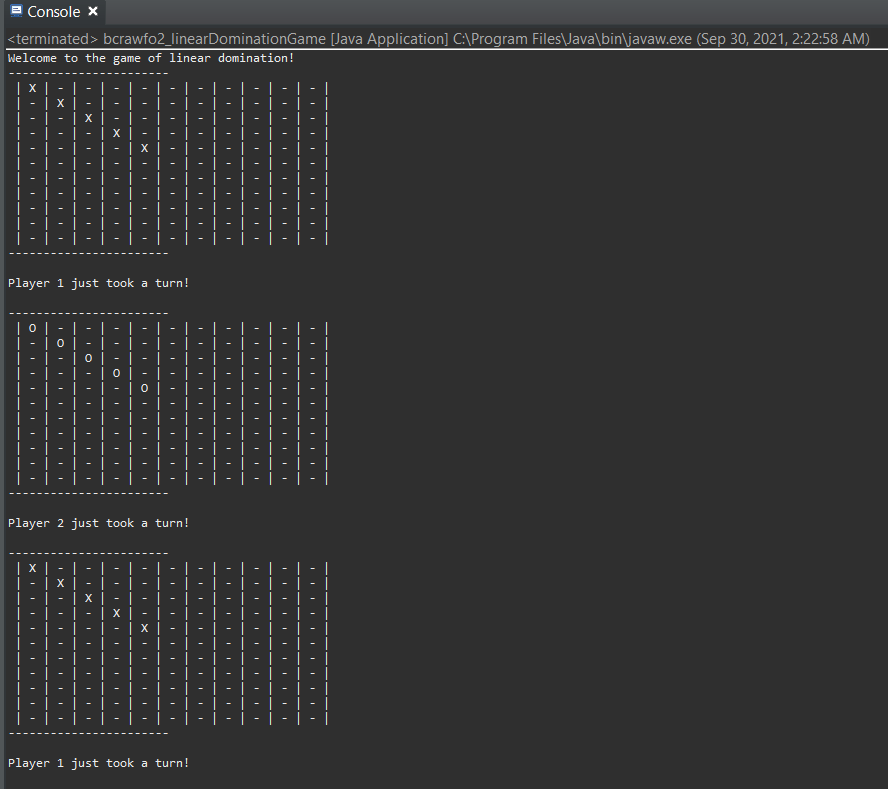 Console
<terminated> bcrawfo2_linearDominationGame [Java Application] C:\Program Files\Java\bin\javaw.exe (Sep 30, 2021, 2:22:58 AM)
Welcome to the game of linear domination!
-----------------------
| X | - | - | - | - | - | - | - | - | - | - |
| - | X | - | - | - | - | - | - | - | - | - |
| - | - | X | - | - | - | - | - | - | - | - |
| - | - | - | X | - | - | - | - | - | - | - |
| - | - | - | - | X | - | - | - | - | - | - |
| - | - | - | - | - | - | - | - | - | - | - |
| - | - | - | - | - | - | - | - | - | - | - |
| - | - | - | - | - | - | - | - | - | - | - |
| - | - | - | - | - | - | - | - | - | - | - |
| - | - | - | - | - | - | - | - | - | - | - |
| - | - | - | - | - | - | - | - | - | - | - |
-----------------------
Player 1 just took a turn!
-----------------------
| O | - | - | - | - | - | - | - | - | - | - |
| - | O | - | - | - | - | - | - | - | - | - |
| - | - | O | - | - | - | - | - | - | - | - |
| - | - | - | O | - | - | - | - | - | - | - |
| - | - | - | - | O | - | - | - | - | - | - |
| - | - | - | - | - | - | - | - | - | - | - |
| - | - | - | - | - | - | - | - | - | - | - |
| - | - | - | - | - | - | - | - | - | - | - |
| - | - | - | - | - | - | - | - | - | - | - |
| - | - | - | - | - | - | - | - | - | - | - |
| - | - | - | - | - | - | - | - | - | - | - |
-----------------------
Player 2 just took a turn!
-----------------------
| X | - | - | - | - | - | - | - | - | - | - |
| - | X | - | - | - | - | - | - | - | - | - |
| - | - | X | - | - | - | - | - | - | - | - |
| - | - | - | X | - | - | - | - | - | - | - |
| - | - | - | - | X | - | - | - | - | - | - |
| - | - | - | - | - | - | - | - | - | - | - |
| - | - | - | - | - | - | - | - | - | - | - |
| - | - | - | - | - | - | - | - | - | - | - |
| - | - | - | - | - | - | - | - | - | - | - |
| - | - | - | - | - | - | - | - | - | - | - |
| - | - | - | - | - | - | - | - | - | - | - |
-----------------------
Player 1 just took a turn!